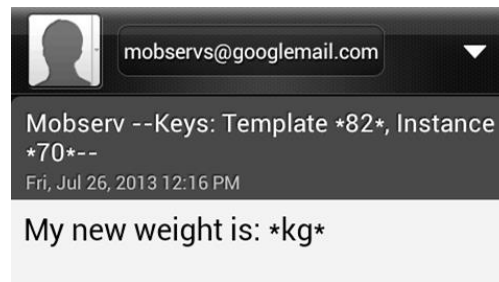 mobservs@googlemail.com
Mobserv --Keys: Template *82*, Instance
*70*--
Fri, Jul 26, 2013 12:16 PM
My new weight is: *kg*